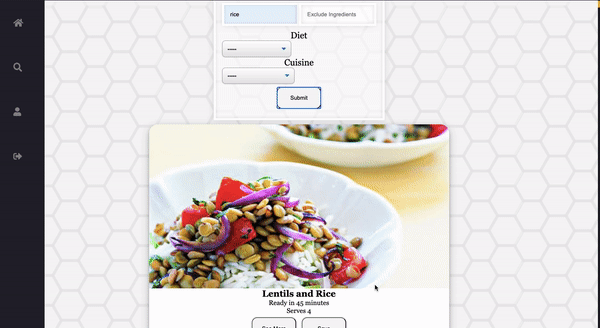 rice Exclude Ingredients
Diet
-----
Cuisine
-----
Submit
Lentils and Rice
Ready in 45 minutes
Serves 4
See More Save